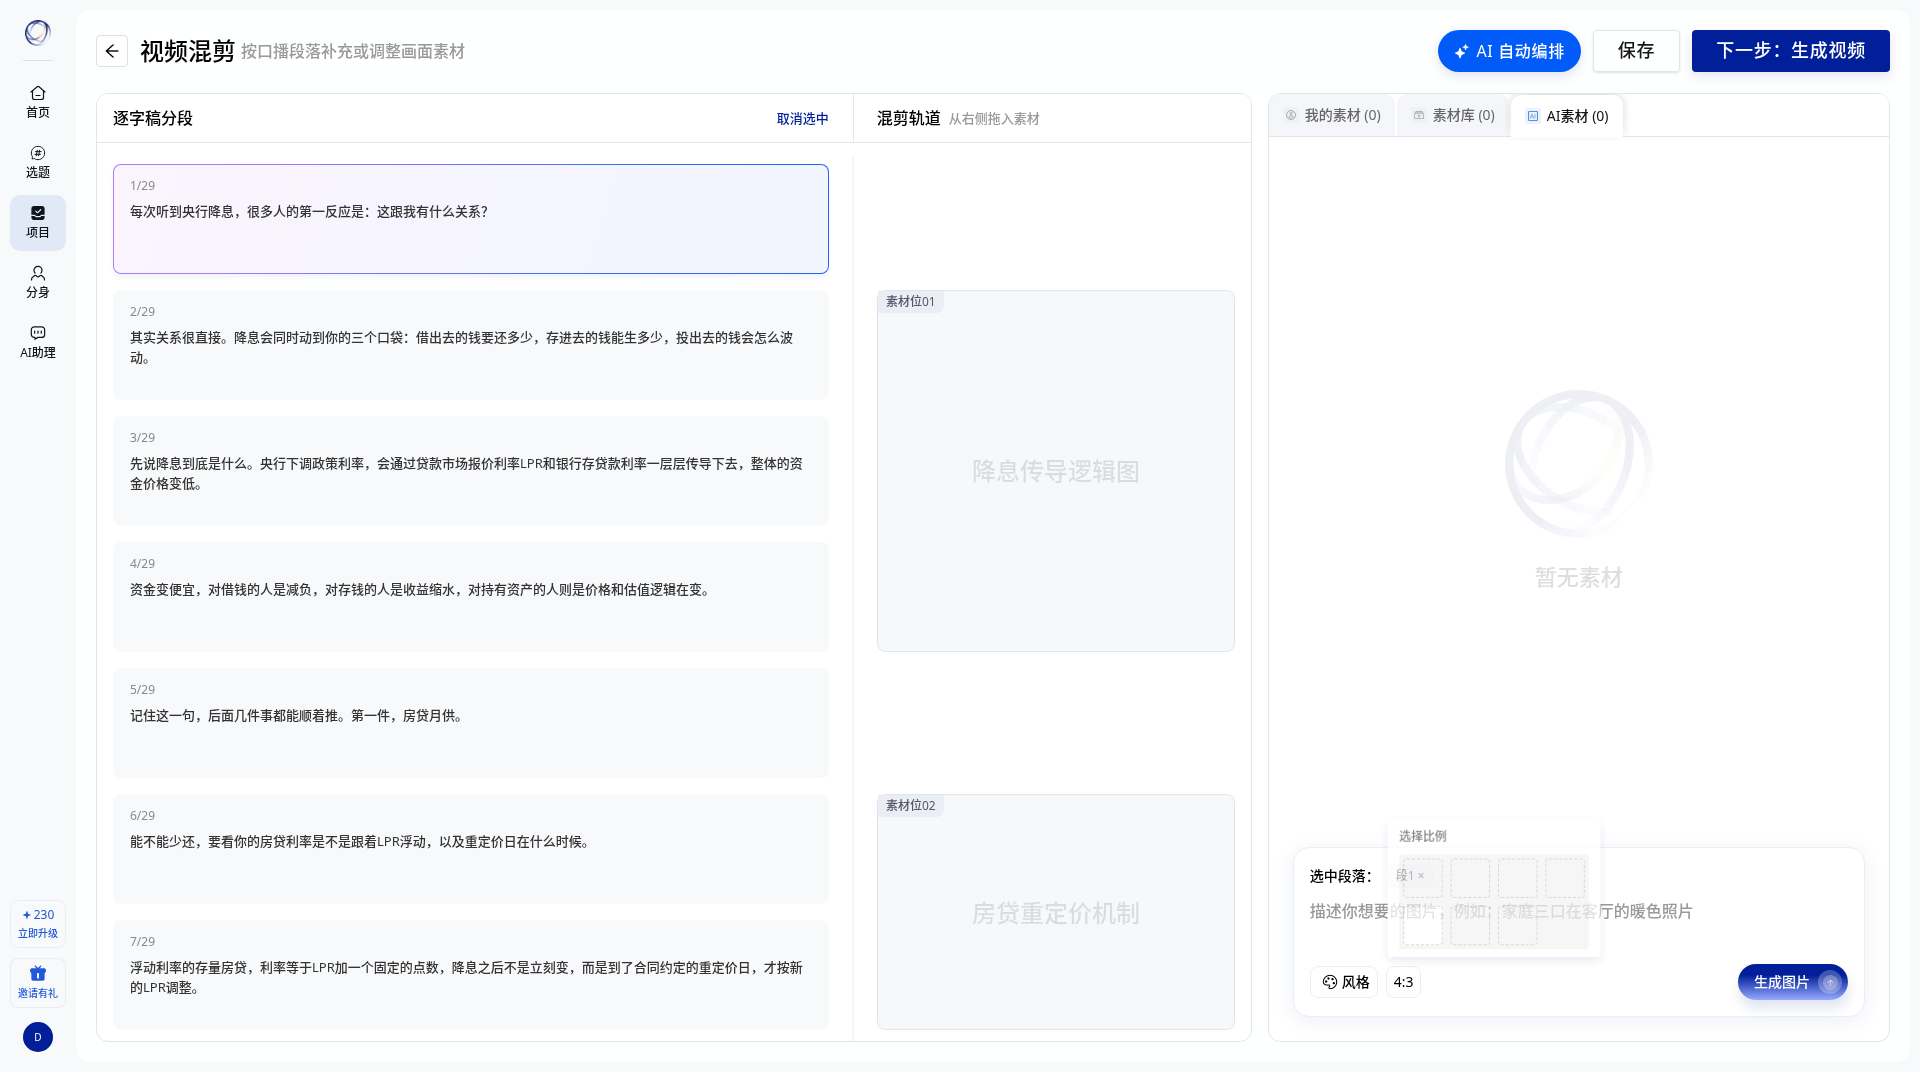 首页
选题
项目
分身
AI助理
230
立即升级
邀请有礼
D
视频混剪 按口播段落补充或调整画面素材
AI 自动编排
保存
下一步：生成视频
逐字稿分段
取消选中
1/29
每次听到央行降息，很多人的第一反应是：这跟我有什么关系？
2/29
其实关系很直接。降息会同时动到你的三个口袋：借出去的钱要还多少，存进去的钱能生多少，投出去的钱会怎么波
动。
3/29
先说降息到底是什么。央行下调政策利率，会通过贷款市场报价利率LPR和银行存贷款利率一层层传导下去，整体的资
金价格变低。
4/29
资金变便宜，对借钱的人是减负，对存钱的人是收益缩水，对持有资产的人则是价格和估值逻辑在变。
5/29
记住这一句，后面几件事都能顺着推。第一件，房贷月供。
6/29
能不能少还，要看你的房贷利率是不是跟着LPR浮动，以及重定价日在什么时候。
7/29
浮动利率的存量房贷，利率等于LPR加一个固定的点数，降息之后不是立刻变，而是到了合同约定的重定价日，才按新
的LPR调整。
混剪轨道 从右侧拖入素材
素材位01
降息传导逻辑图
素材位02
房贷重定价机制
我的素材 (0)
素材库 (0)
AI素材 (0)
暂无素材
选择比例
选中段落：
段1 ×
描述你想要的图片，例如：家庭三口在客厅的暖色照片
风格
4:3
生成图片